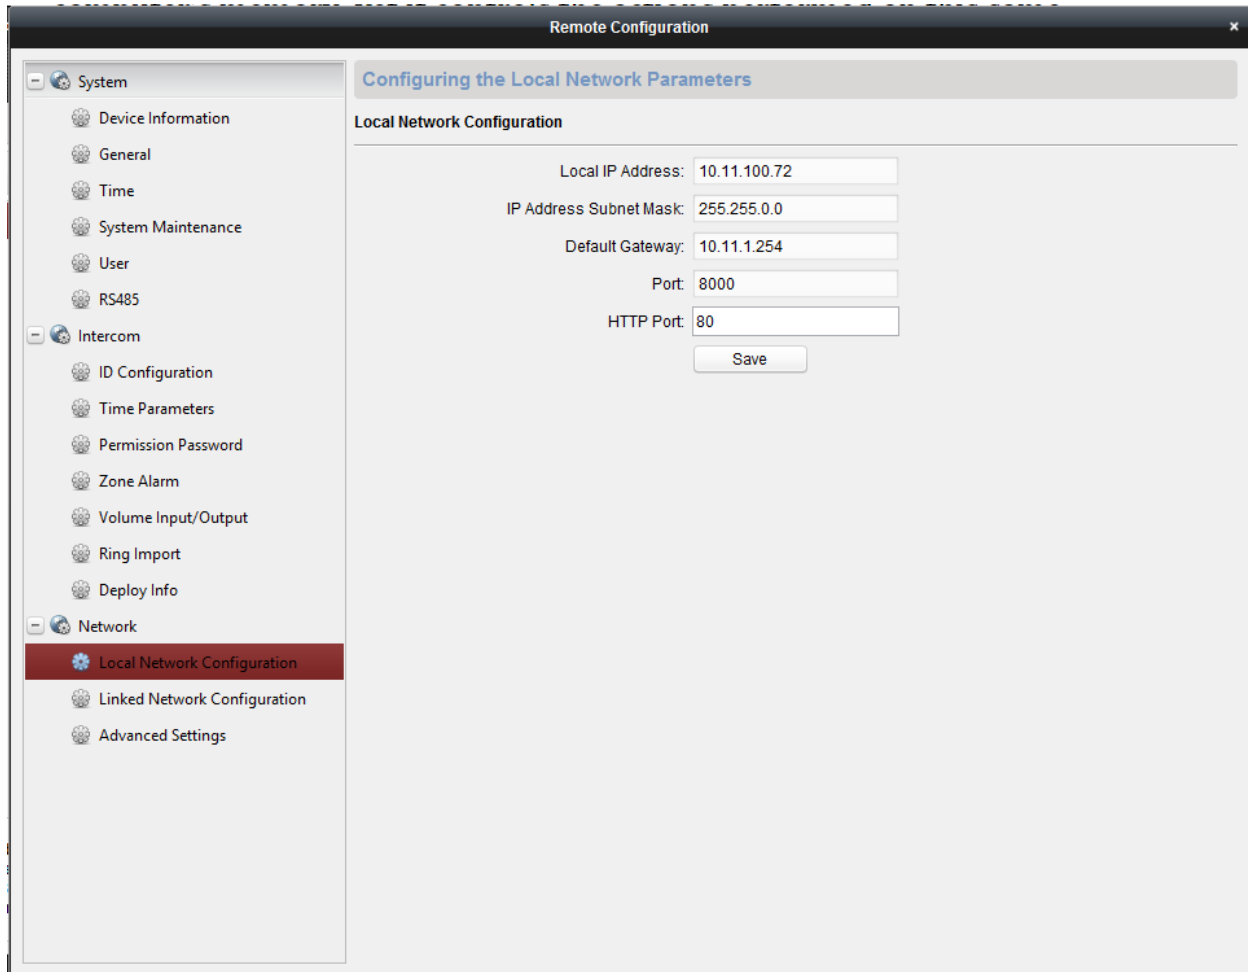 Remote Configuration
System
Device Information
General
Time
System Maintenance
User
RS485
Intercom
ID Configuration
Time Parameters
Permission Password
Zone Alarm
Volume Input/Output
Ring Import
Deploy Info
Network
Local Network Configuration
Linked Network Configuration
Advanced Settings
Configuring the Local Network Parameters
Local Network Configuration
Local IP Address: 10.11.100.72
IP Address Subnet Mask: 255.255.0.0
Default Gateway: 10.11.1.254
Port: 8000
HTTP Port: 80
Save